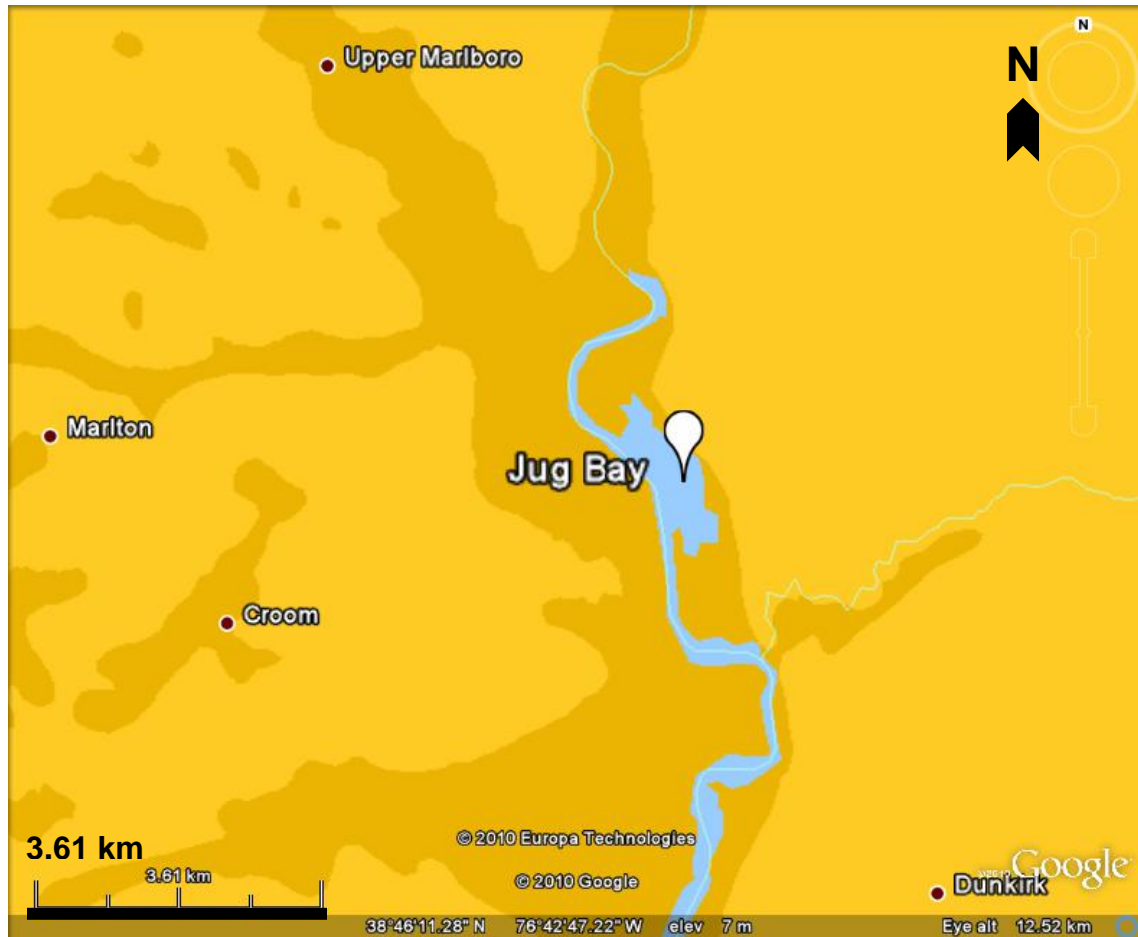 N
Upper Marlboro
N
Marlton
Jug Bay
Croom
3.61 km
3.61 km
© 2010 Europa Technologies
© 2010 Google
Google
Dunkirk
38°46'11.28" N 76°42'47.22" W elev 7 m Eye alt 12.52 km